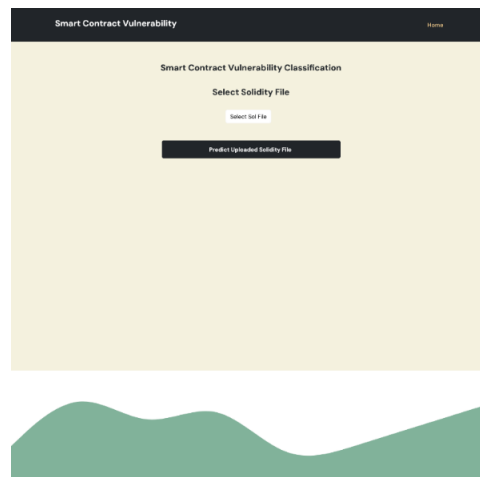 Smart Contract Vulnerability
Home
Smart Contract Vulnerability Classification
Select Solidity File
Select Sol File
Predict Uploaded Solidity File